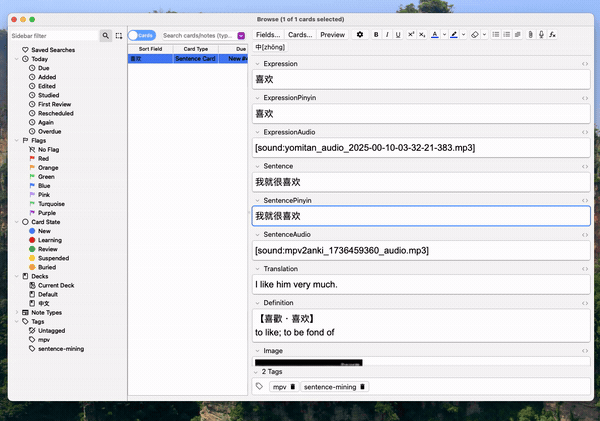 Browse (1 of 1 cards selected)
Sidebar filter
Saved Searches
Today
Due
Added
Edited
Studied
First Review
Rescheduled
Again
Overdue
Flags
No Flag
Red
Orange
Green
Blue
Pink
Turquoise
Purple
Card State
New
Learning
Review
Suspended
Buried
Decks
Current Deck
Default
中文
Note Types
Tags
Untagged
mpv
sentence-mining
Cards
Search cards/notes (typ...
Sort Field Card Type Due
喜欢 Sentence Card New #
Fields... Cards... Preview
B I U A
中[zhōng]
Expression
喜欢
ExpressionPinyin
喜欢
ExpressionAudio
[sound:yomitan_audio_2025-00-10-03-32-21-383.mp3]
Sentence
我就很喜欢
SentencePinyin
我就很喜欢
SentenceAudio
[sound:mpv2anki_1736459360_audio.mp3]
Translation
I like him very much.
Definition
【喜歡・喜欢】
to like; to be fond of
Image
2 Tags
mpv sentence-mining